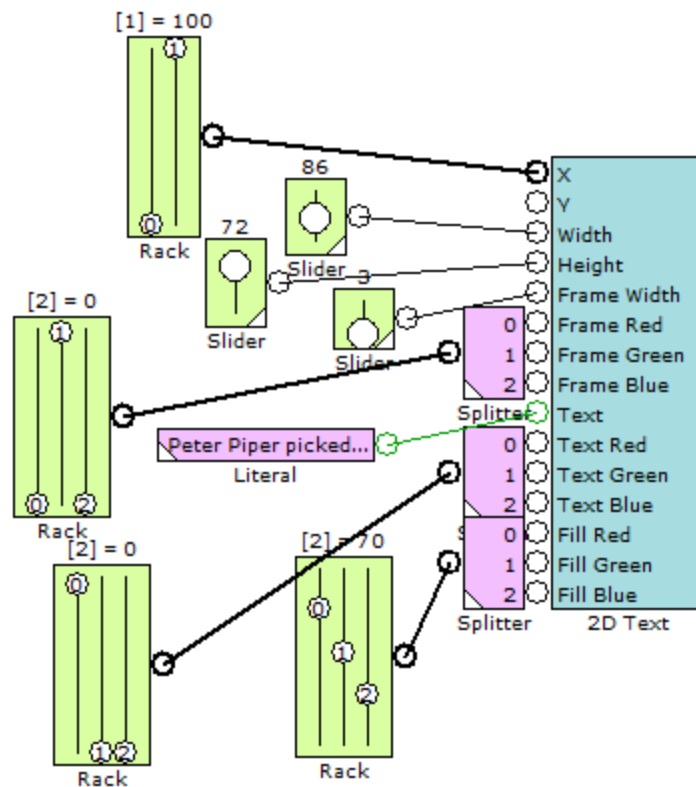 [1] = 100
1
0
Rack
86
Slider
72
Slider
3
Slider
[2] = 0
1
0
2
Rack
Peter Piper picked...
Literal
[2] = 0
0
1
2
Rack
[2] = 70
0
1
2
Rack
0
1
2
Splitter
0
1
2
0
1
2
Splitter
X
Y
Width
Height
Frame Width
Frame Red
Frame Green
Frame Blue
Text
Text Red
Text Green
Text Blue
Fill Red
Fill Green
Fill Blue
2D Text